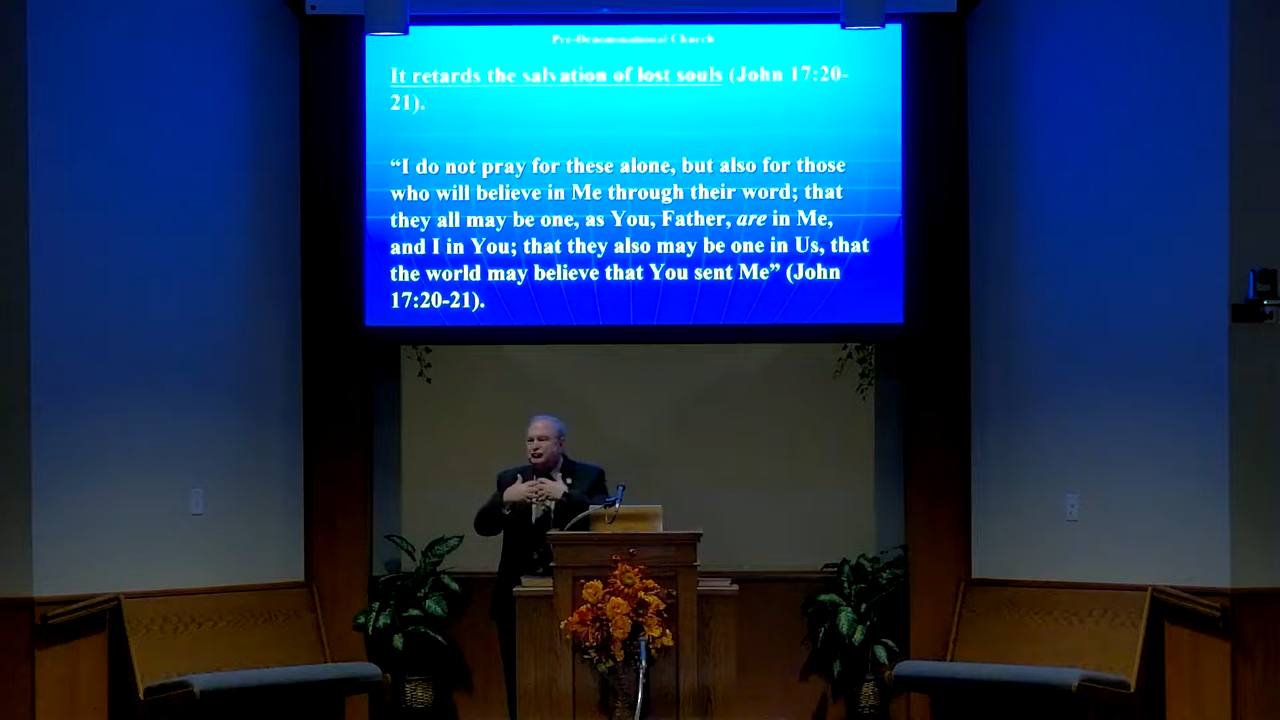 Pre-Denominational Church
It retards the salvation of lost souls (John 17:20-
21).
“I do not pray for these alone, but also for those
who will believe in Me through their word; that
they all may be one, as You, Father, are in Me,
and I in You; that they also may be one in Us, that
the world may believe that You sent Me” (John
17:20-21).